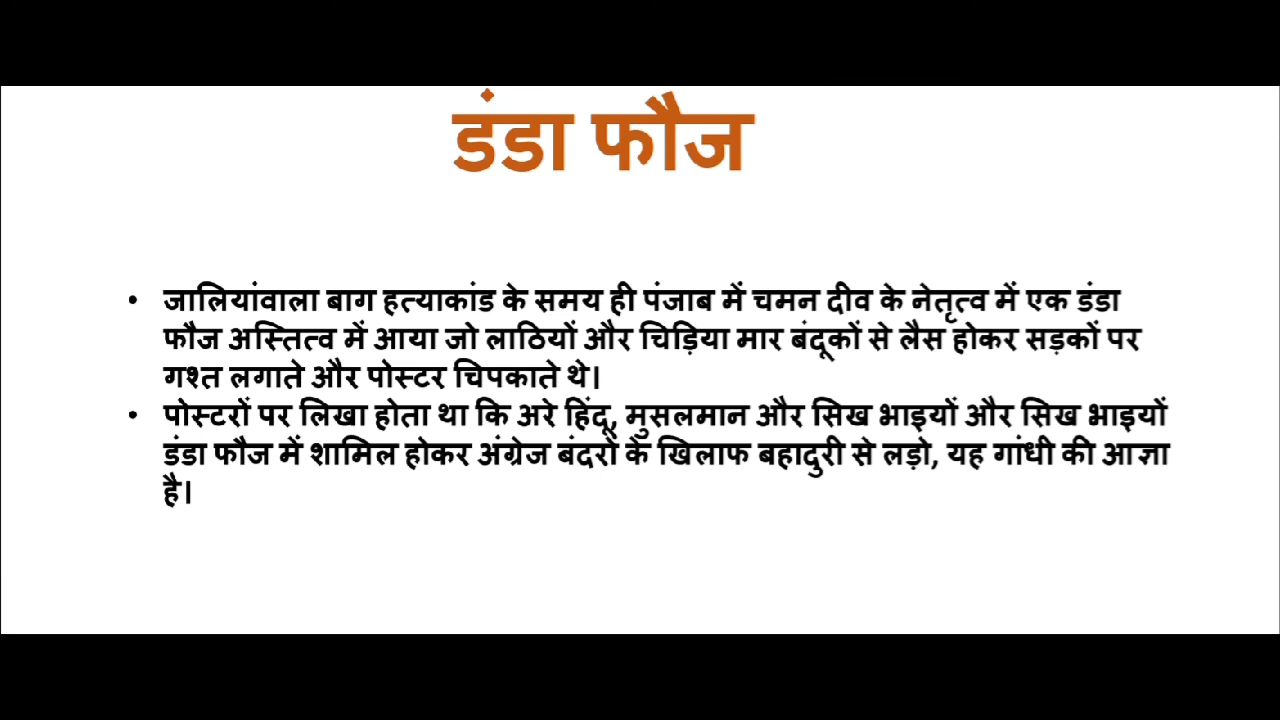 डंडा फौज
• जालियांवाला बाग हत्याकांड के समय ही पंजाब में चमन दीव के नेतृत्व में एक डंडा
फौज अस्तित्व में आया जो लाठियों और चिड़िया मार बंदूकों से लैस होकर सड़कों पर
गश्त लगाते और पोस्टर चिपकाते थे।
• पोस्टरों पर लिखा होता था कि अरे हिंदू, मुसलमान और सिख भाइयों और सिख भाइयों
डंडा फौज में शामिल होकर अंग्रेज बंदरों के खिलाफ बहादुरी से लड़ो, यह गांधी की आज्ञा
है।